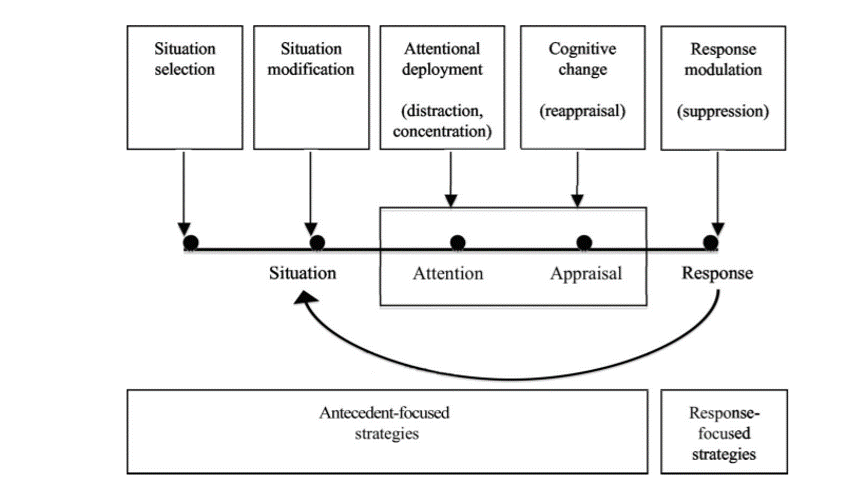 Situation
selection
Situation
modification
Attentional
deployment
(distraction,
concentration)
Cognitive
change
(reappraisal)
Response
modulation
(suppression)
Situation
Attention
Appraisal
Response
Antecedent-focused
strategies
Response-
focused
strategies